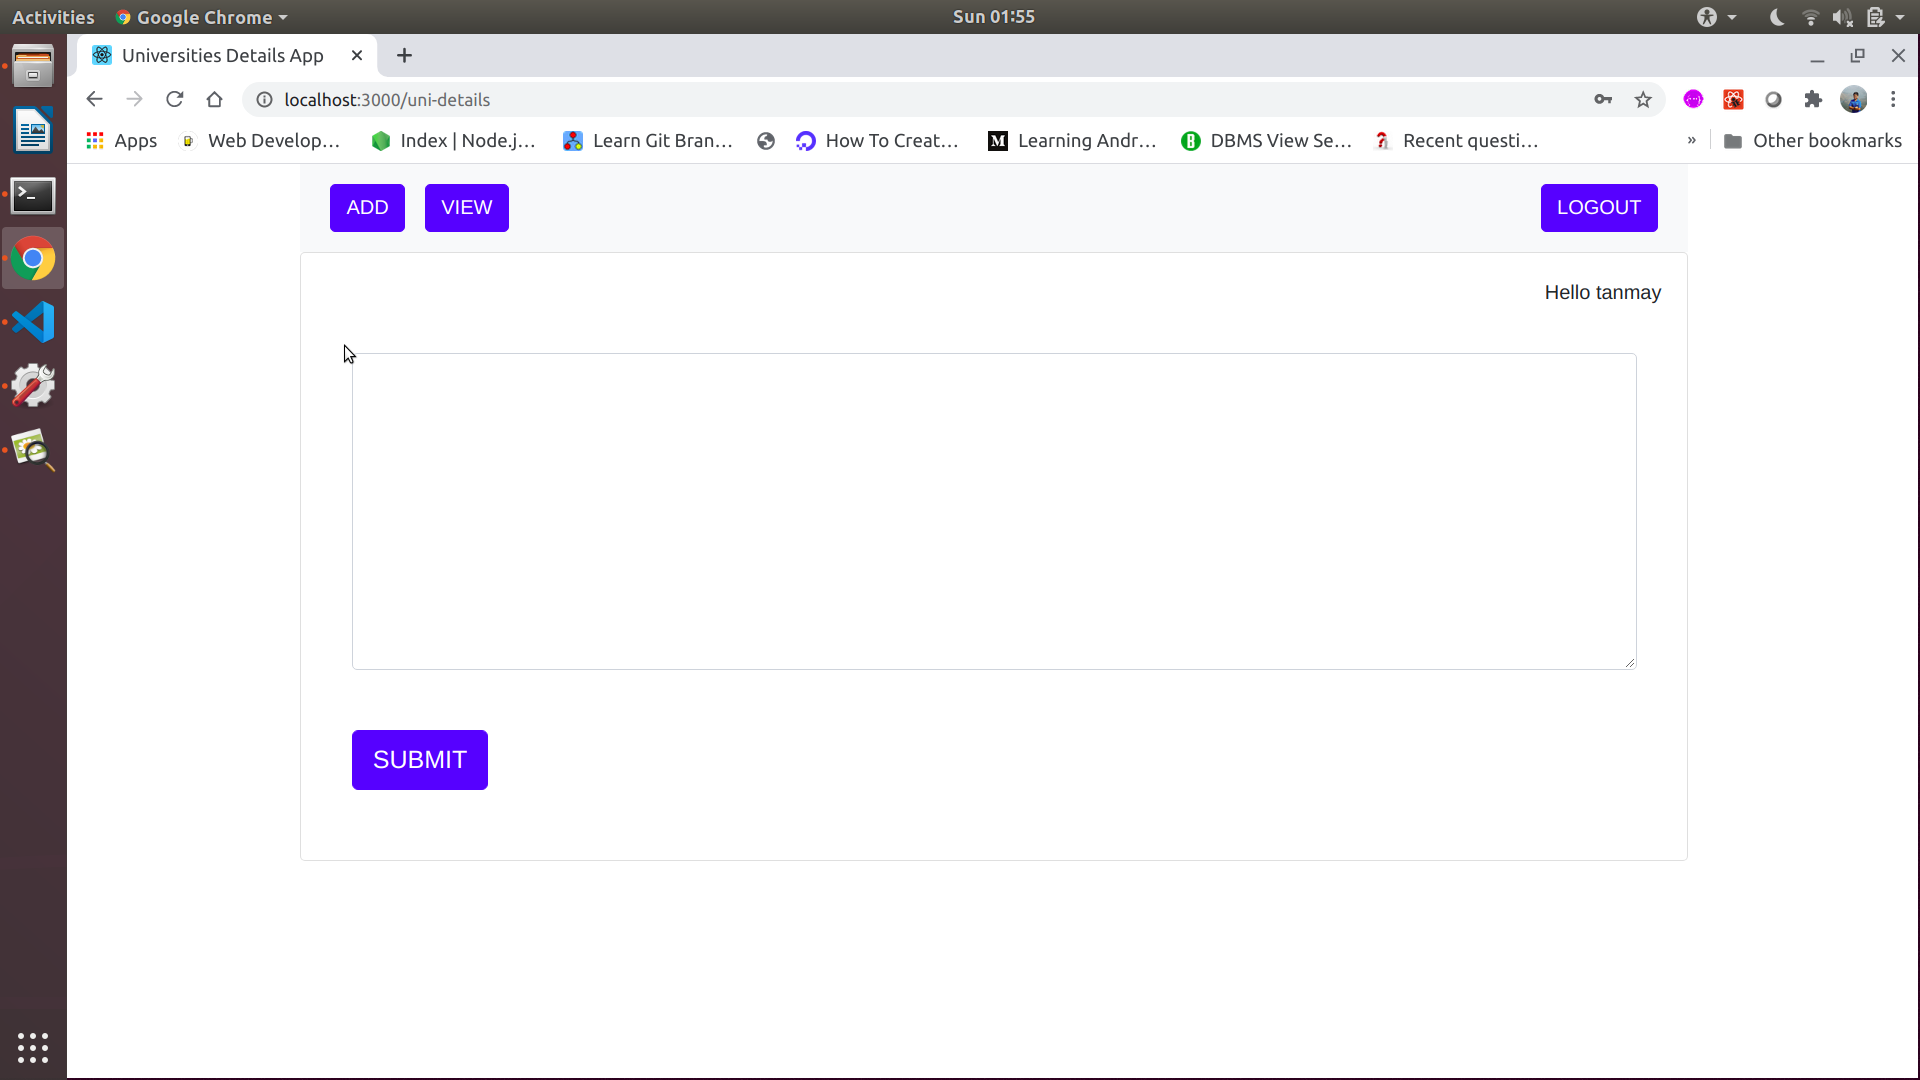 Activities Google Chrome Sun 01:55
Universities Details App
localhost:3000/uni-details
Apps Web Develop... Index | Node.j... Learn Git Bran... How To Creat... M Learning Andr... DBMS View Se... Recent questi... » Other bookmarks
ADD VIEW LOGOUT
Hello tanmay
SUBMIT